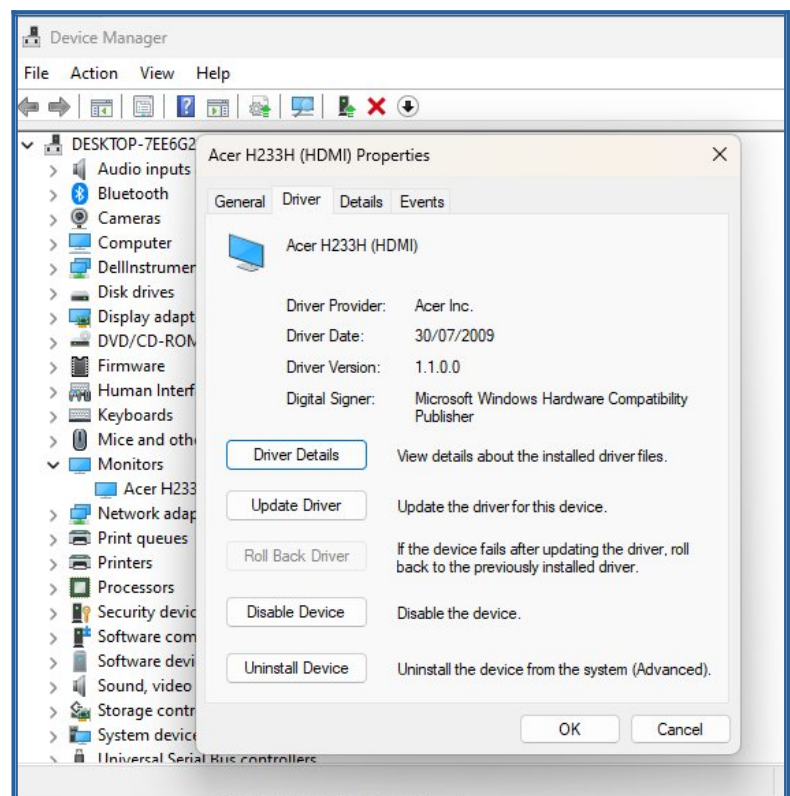 Device Manager
File Action View Help
DESKTOP-7EE6G2
Audio inputs
Bluetooth
Cameras
Computer
DellInstrumer
Disk drives
Display adapt
DVD/CD-ROM
Firmware
Human Interf
Keyboards
Mice and oth
Monitors
Acer H233
Network adap
Print queues
Printers
Processors
Security devic
Software com
Software devi
Sound, video
Storage contr
System device
Universal Serial Bus controllers
Acer H233H (HDMI) Properties
General Driver Details Events
Acer H233H (HDMI)
Driver Provider: Acer Inc.
Driver Date: 30/07/2009
Driver Version: 1.1.0.0
Digital Signer: Microsoft Windows Hardware Compatibility
Publisher
Driver Details View details about the installed driver files.
Update Driver Update the driver for this device.
Roll Back Driver If the device fails after updating the driver, roll
back to the previously installed driver.
Disable Device Disable the device.
Uninstall Device Uninstall the device from the system (Advanced).
OK Cancel